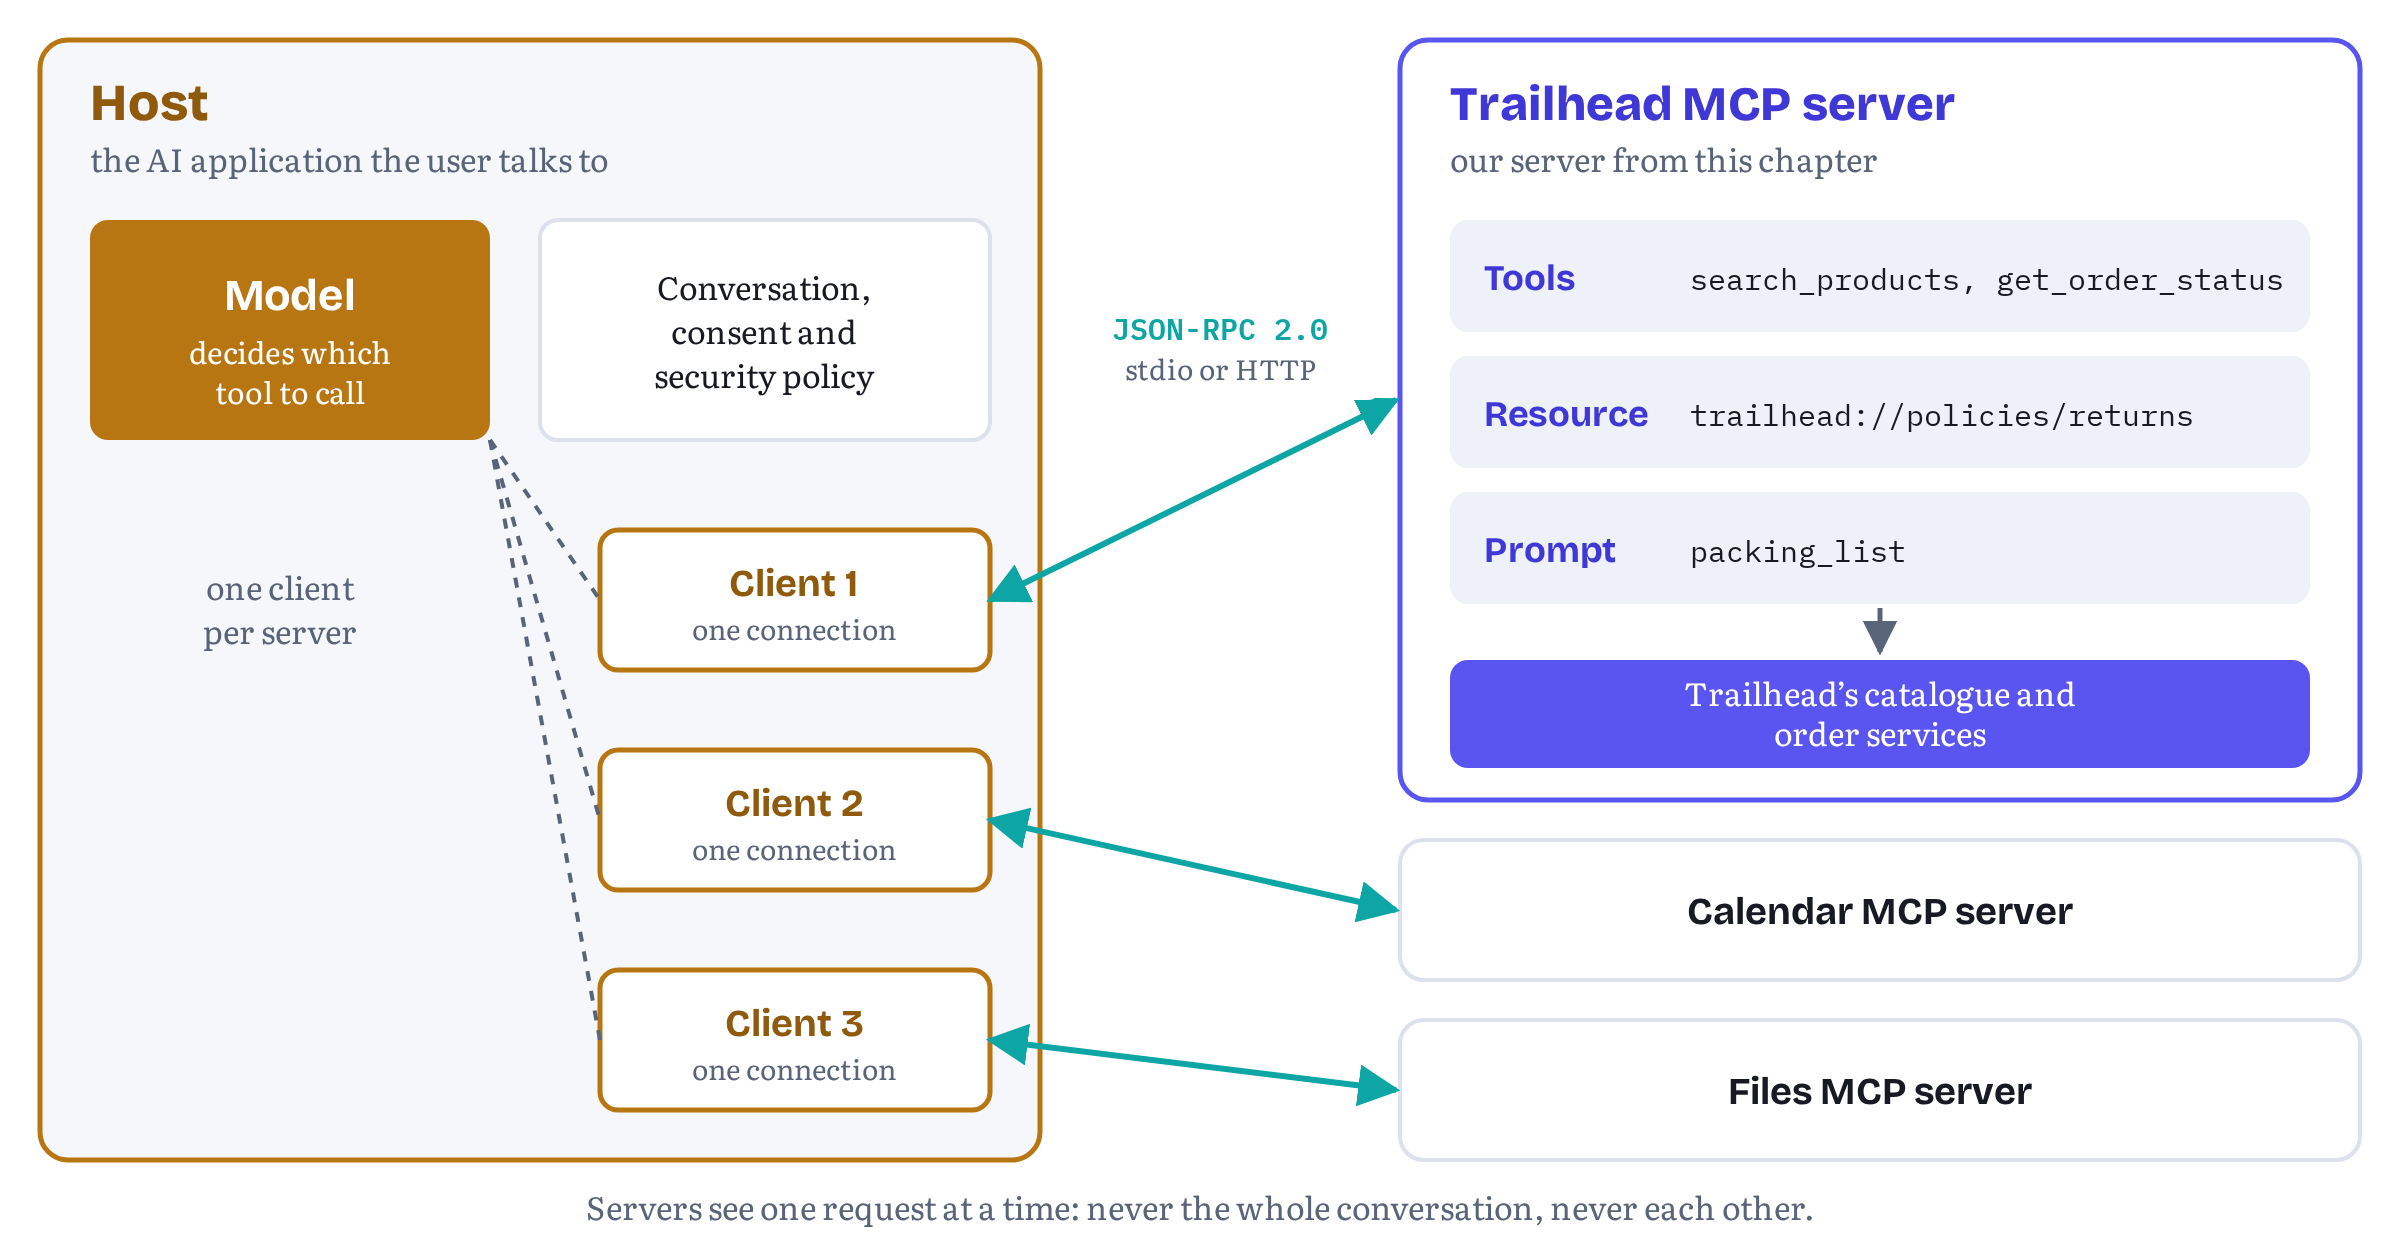 Host
the AI application the user talks to
Model
decides which
tool to call
Conversation,
consent and
security policy
one client
per server
Client 1
one connection
Client 2
one connection
Client 3
one connection
JSON-RPC 2.0
stdio or HTTP
Trailhead MCP server
our server from this chapter
Tools search_products, get_order_status
Resource trailhead://policies/returns
Prompt packing_list
Trailhead’s catalogue and
order services
Calendar MCP server
Files MCP server
Servers see one request at a time: never the whole conversation, never each other.